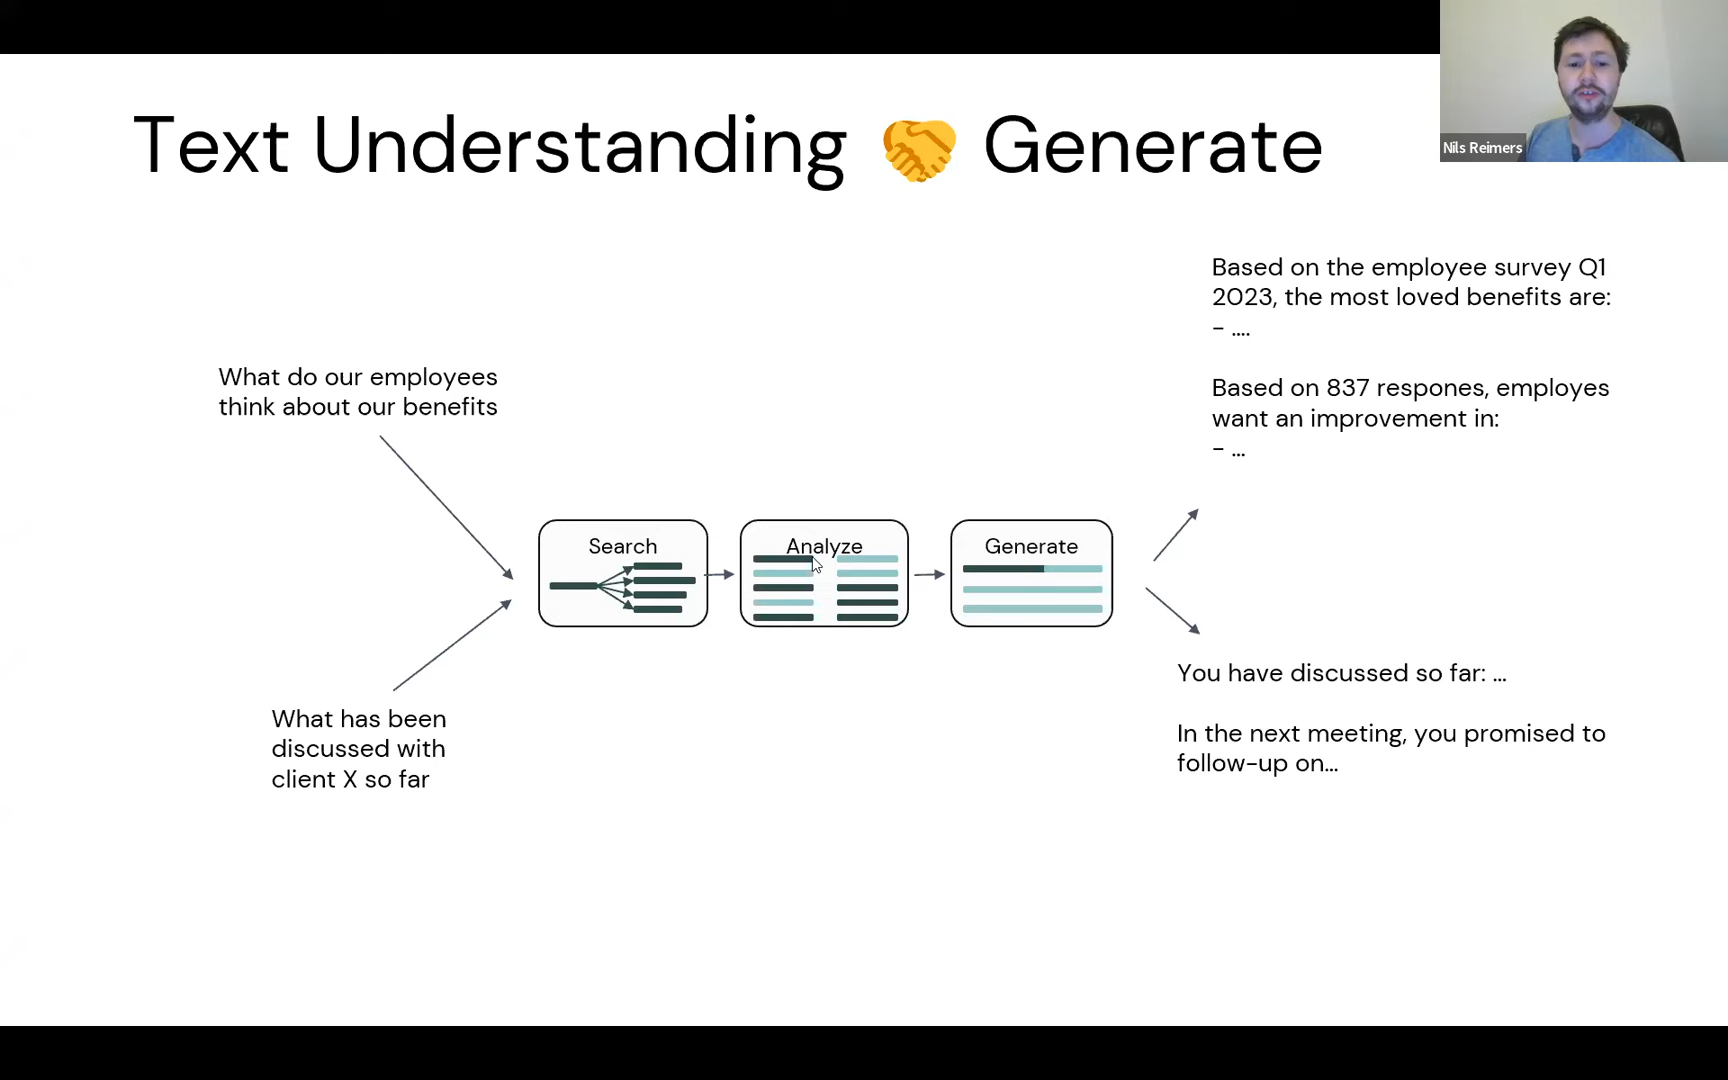 Text Understanding 🤝 Generate
Nils Reimers
Based on the employee survey Q1
2023, the most loved benefits are:
- ....
Based on 837 respones, employes
want an improvement in:
- ...
What do our employees
think about our benefits
Search
Analyze
Generate
What has been
discussed with
client X so far
You have discussed so far: ...
In the next meeting, you promised to
follow-up on...